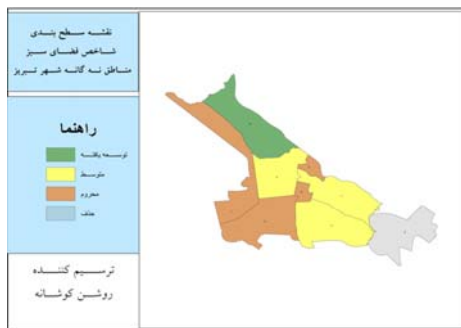 نقشه سطح بندی
شاخص فضای سبز
مناطق نه گانه شهر تبریز
راهنما
توسعه یافته
متوسط
محروم
حذف
ترسیم کننده
روشن کوشانه